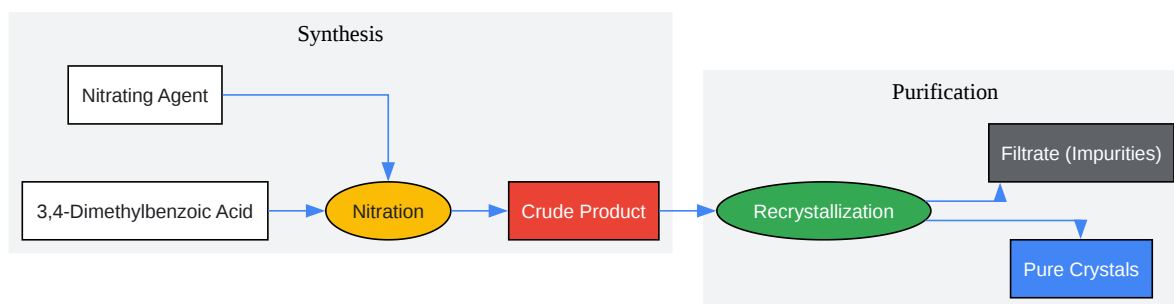 Synthesis
Nitrating Agent
3,4-Dimethylbenzoic Acid
Nitration
Crude Product
Purification
Recrystallization
Filtrate (Impurities)
Pure Crystals